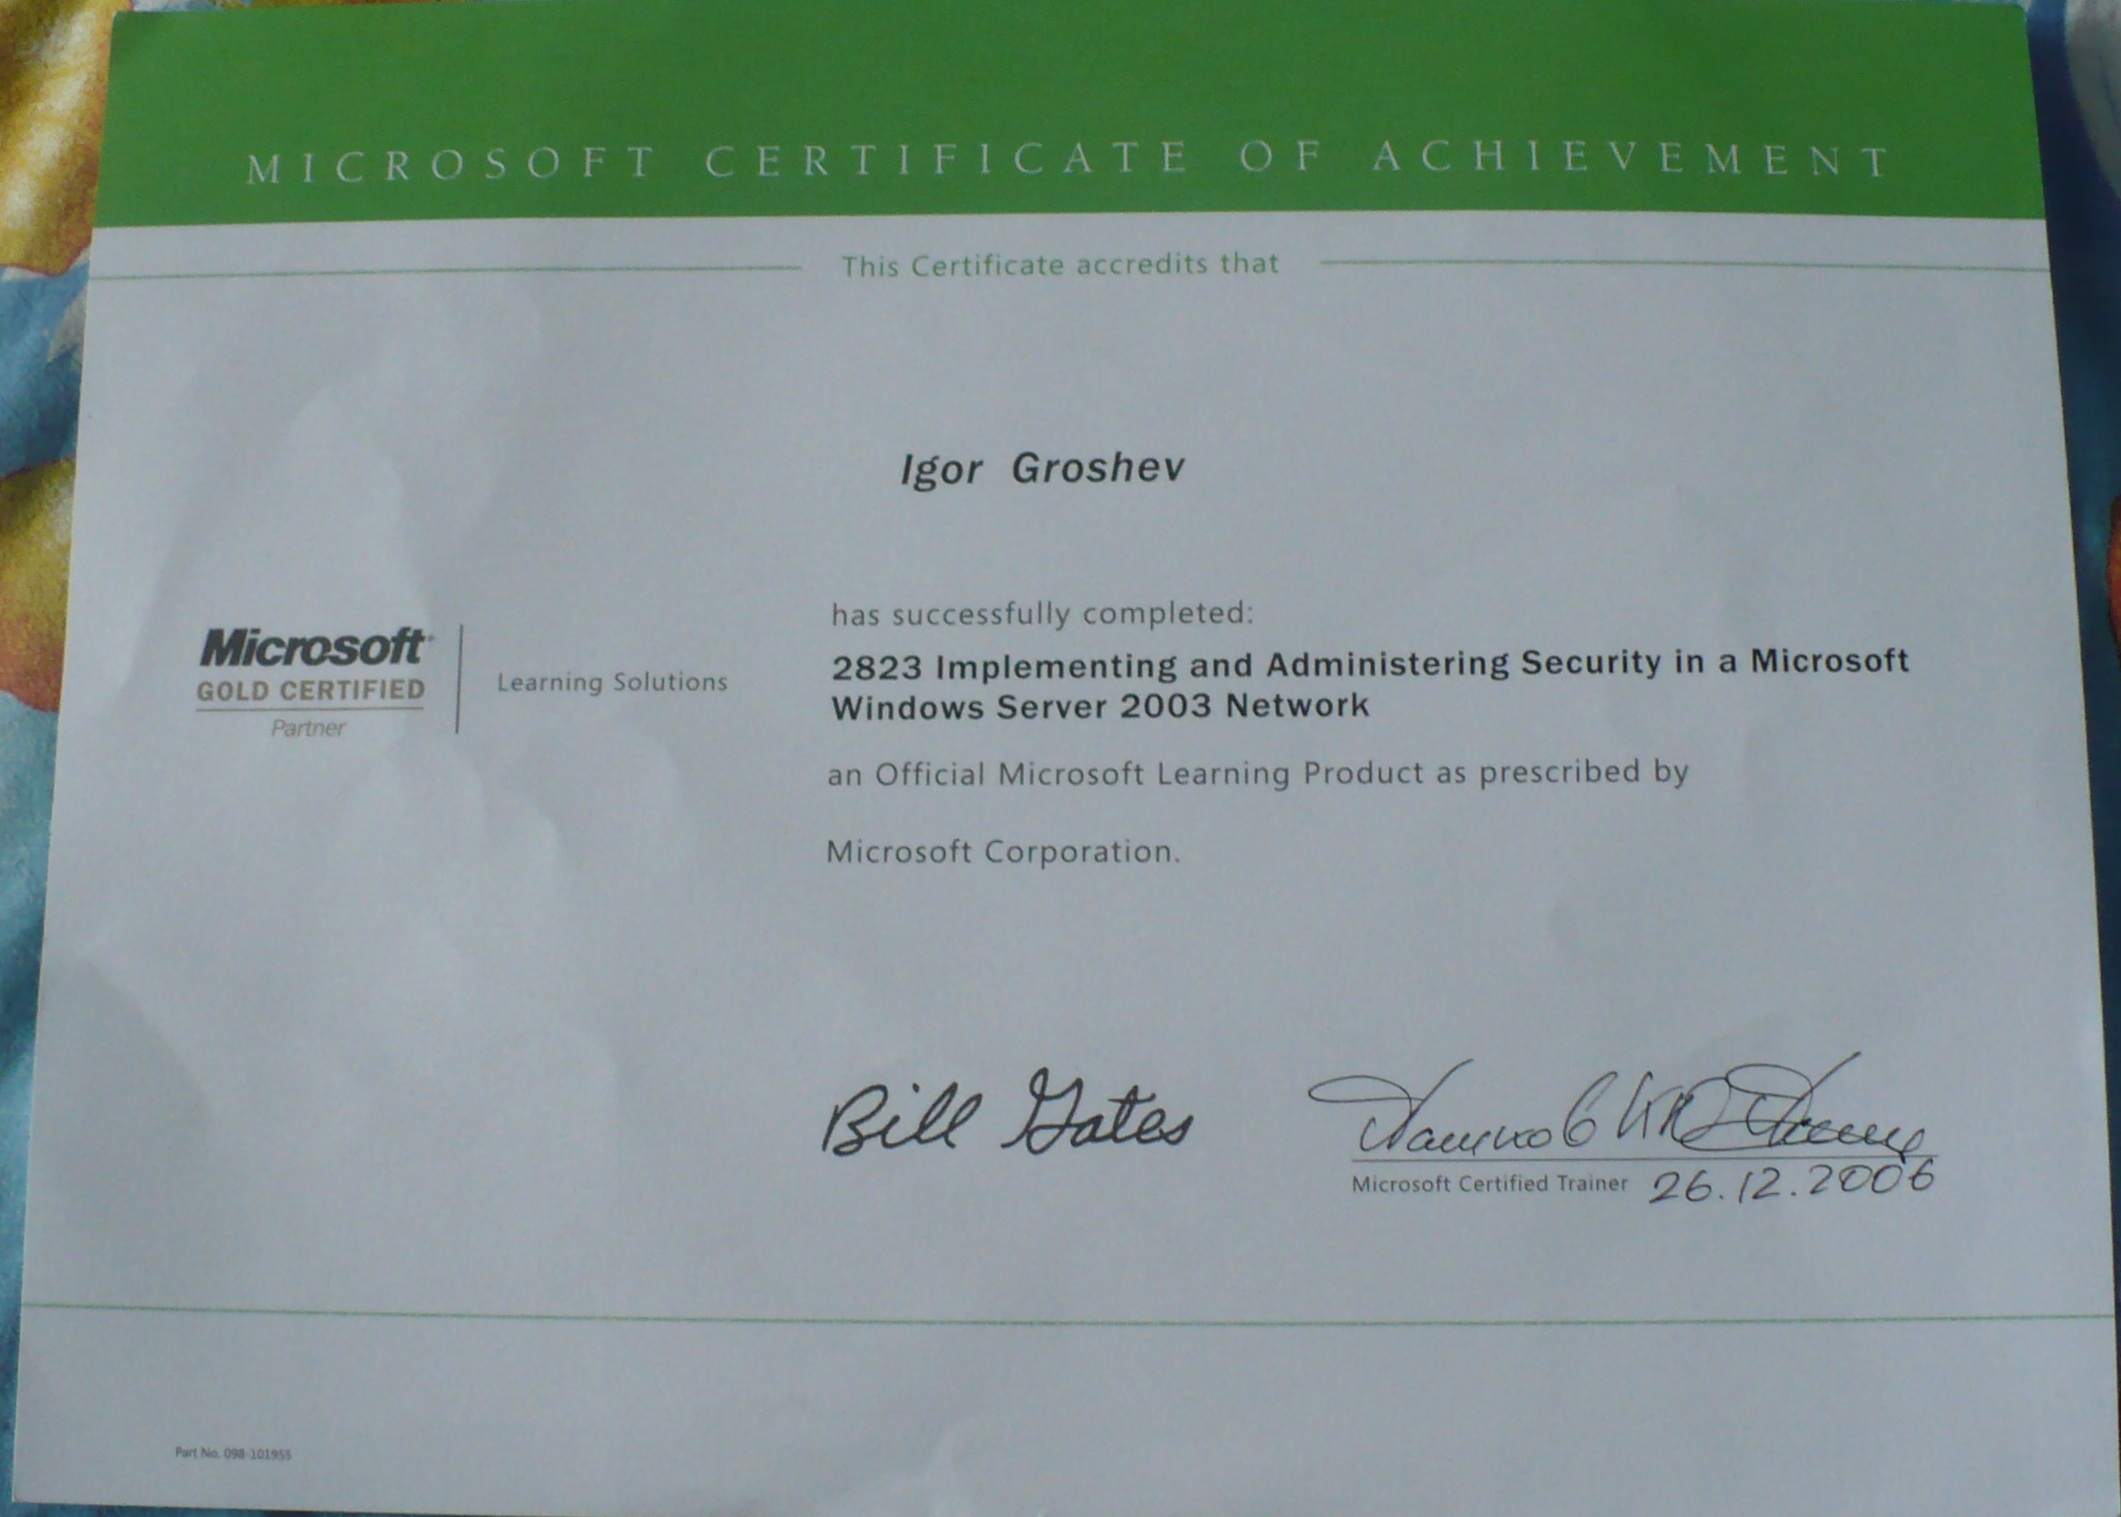 MICROSOFT CERTIFICATE OF ACHIEVEMENT
This Certificate accredits that
Igor Groshev
Microsoft
GOLD CERTIFIED
Partner
Learning Solutions
has successfully completed:
2823 Implementing and Administering Security in a Microsoft
Windows Server 2003 Network
an Official Microsoft Learning Product as prescribed by
Microsoft Corporation.
Bill Gates
Microsoft Certified Trainer 26.12.2006
Part No. 098-101955